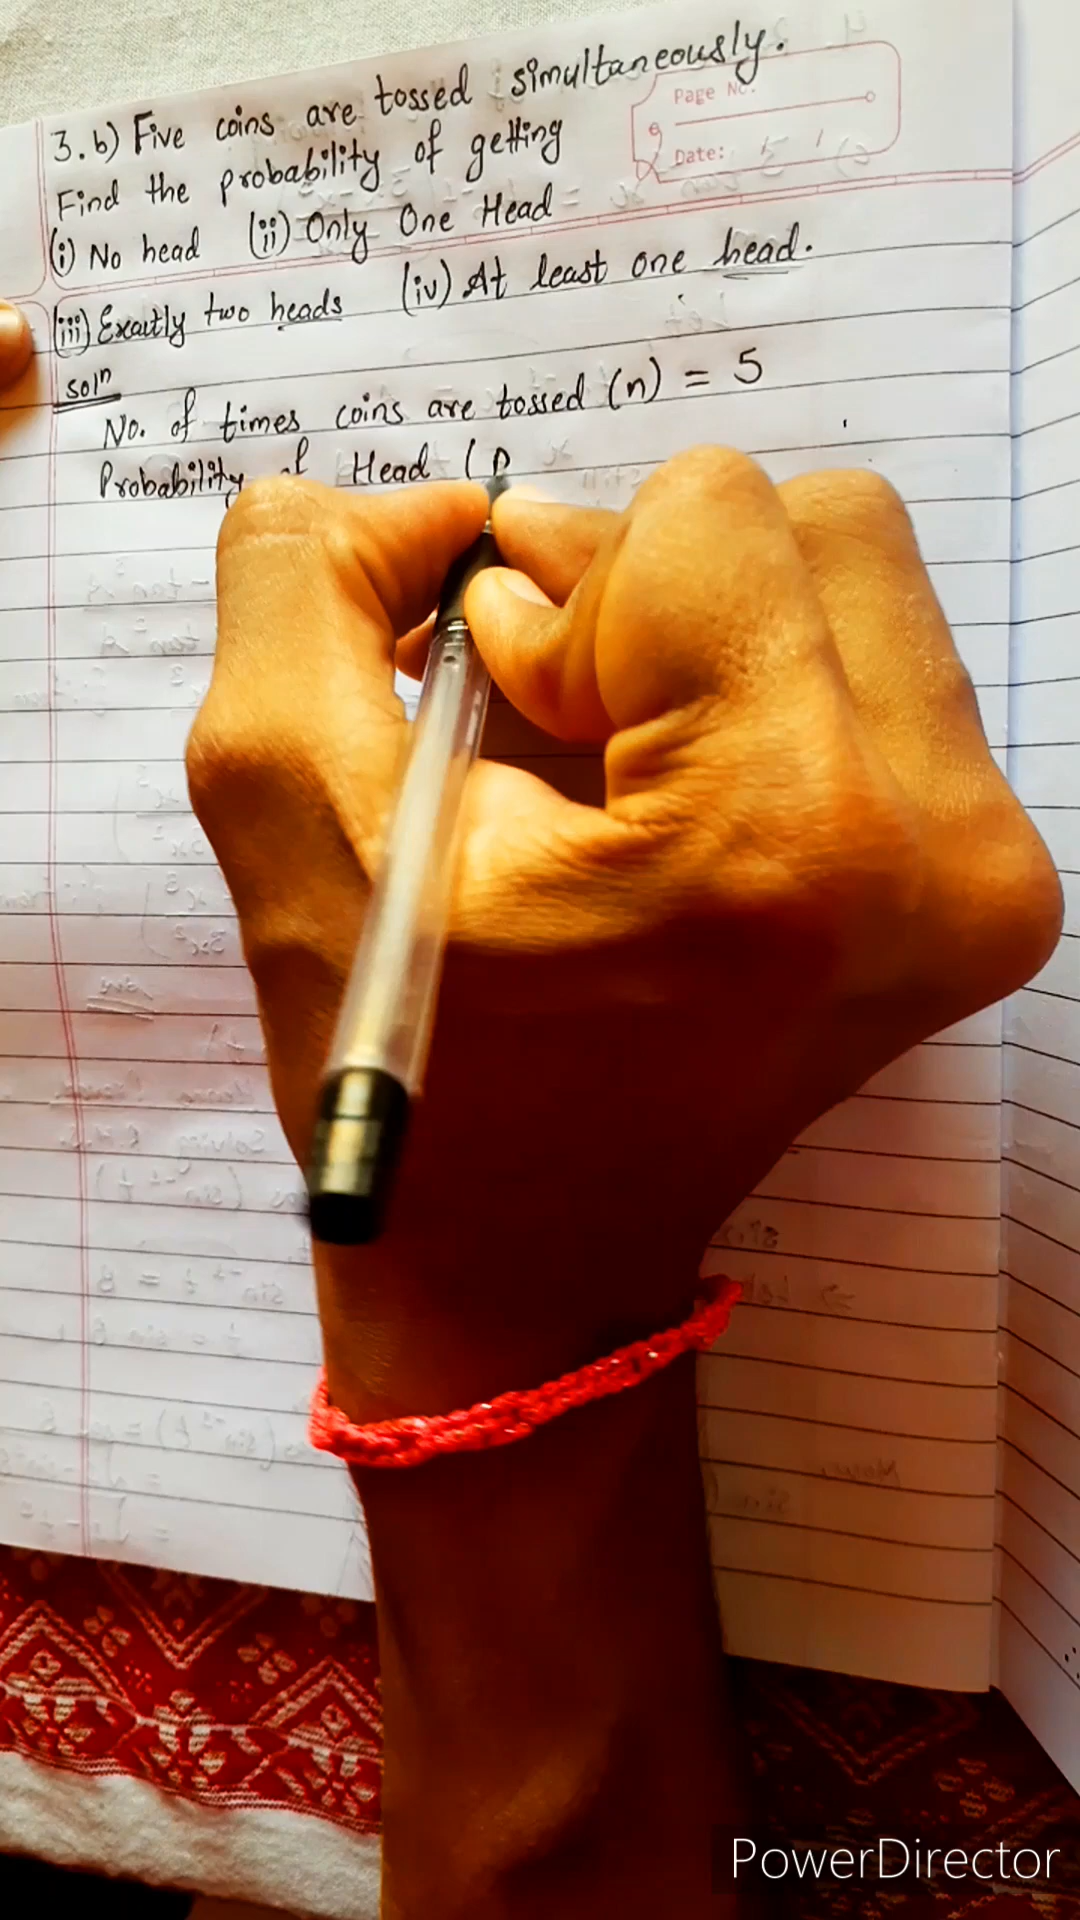 3.b) Five coins are tossed simultaneously.
Page No.
Find the probability of getting
Date:
(i) No head (ii) Only One Head
(iii) Exactly two heads (iv) At least one head.
Soln
No. of times coins are tossed (n) = 5
Probability of Head (
PowerDirector